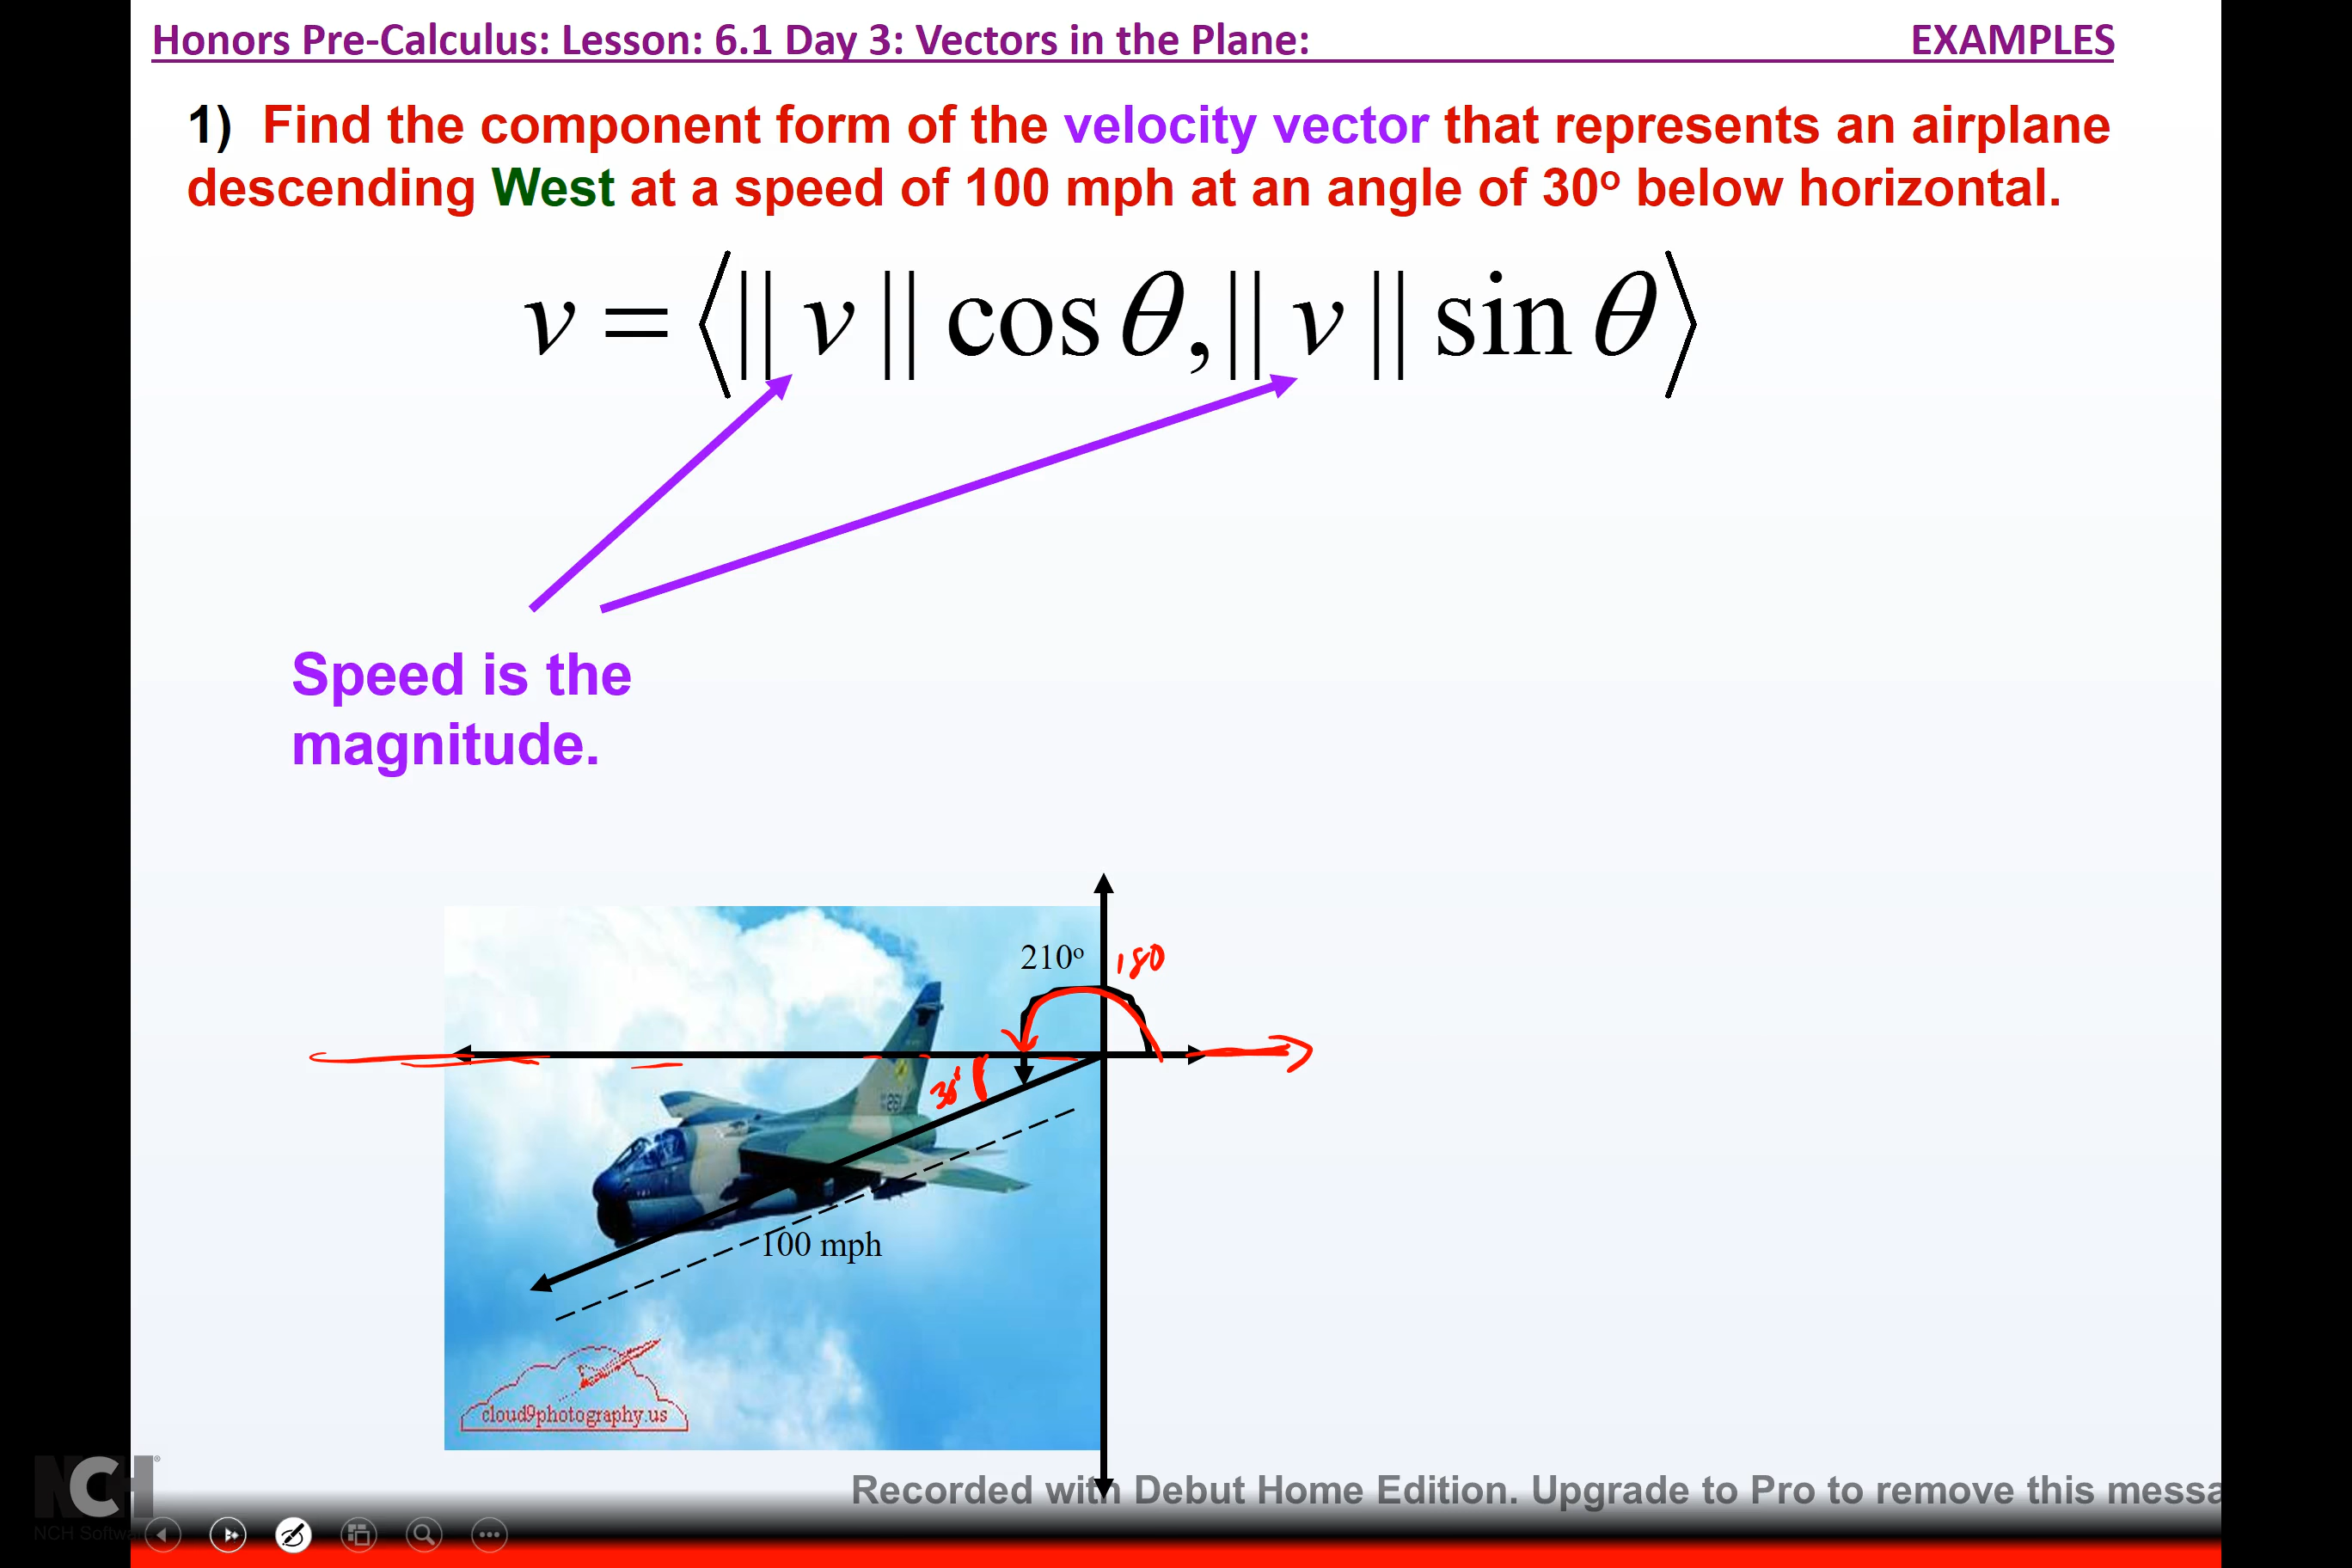 Honors Pre-Calculus: Lesson: 6.1 Day 3: Vectors in the Plane: EXAMPLES
1) Find the component form of the velocity vector that represents an airplane
descending West at a speed of 100 mph at an angle of 30º below horizontal.
v = ⟨|| v || cos θ, || v || sin θ⟩
Speed is the
magnitude.
210º 180
30°
100 mph
cloud9photography.us
NCH®
Recorded with Debut Home Edition. Upgrade to Pro to remove this messa
NCH Softw